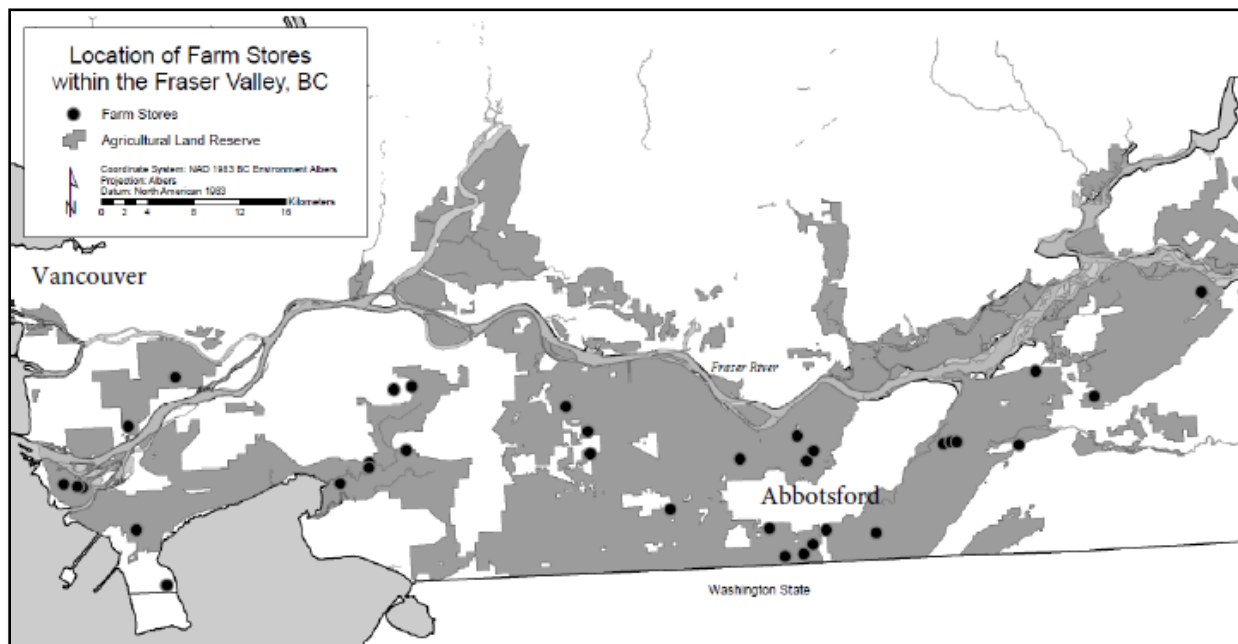 Location of Farm Stores
within the Fraser Valley, BC
Farm Stores
Agricultural Land Reserve
Coordinate System: NAD 1983 BC Environment Albers
Projection: Albers
Datum: North American 1983
Kilometers
0 2 4 8 12 16
N
Vancouver
Fraser River
Abbotsford
Washington State